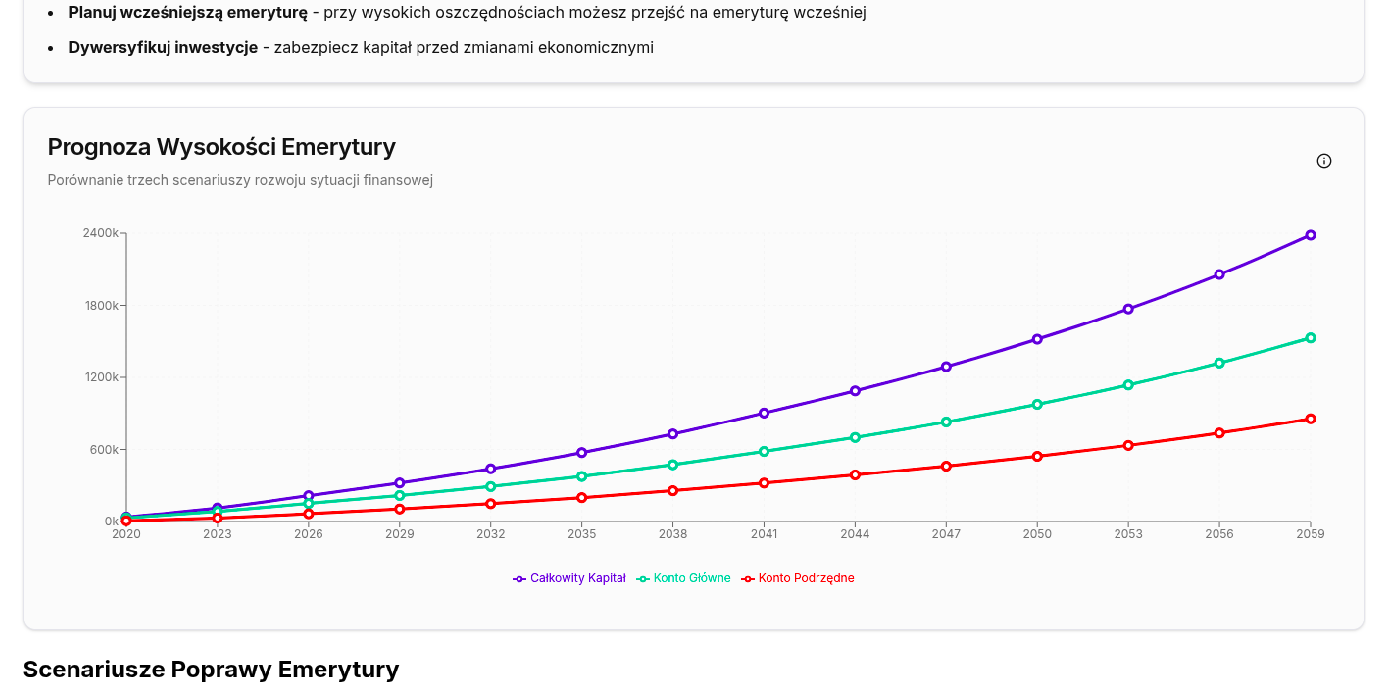 • Planuj wcześniejszą emeryturę - przy wysokich oszczędnościach możesz przejść na emeryturę wcześniej
• Dywersyfikuj inwestycje - zabezpiecz kapitał przed zmianami ekonomicznymi
Prognoza Wysokości Emerytury
Porównanie trzech scenariuszy rozwoju sytuacji finansowej
2400k
1800k
1200k
600k
0k
2020 2023 2026 2029 2032 2035 2038 2041 2044 2047 2050 2053 2056 2059
Całkowity Kapitał Konto Główne Konto Podrzędne
Scenariusze Poprawy Emerytury